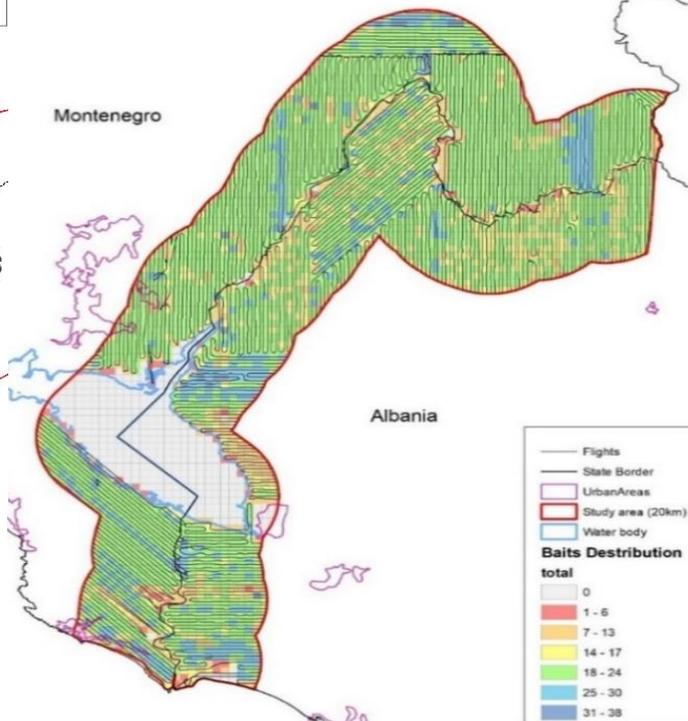 Montenegro
Albania
Flights
State Border
UrbanAreas
Study area (20km)
Water body
Baits Destribution
total
0
1 - 6
7 - 13
14 - 17
18 - 24
25 - 30
31 - 38